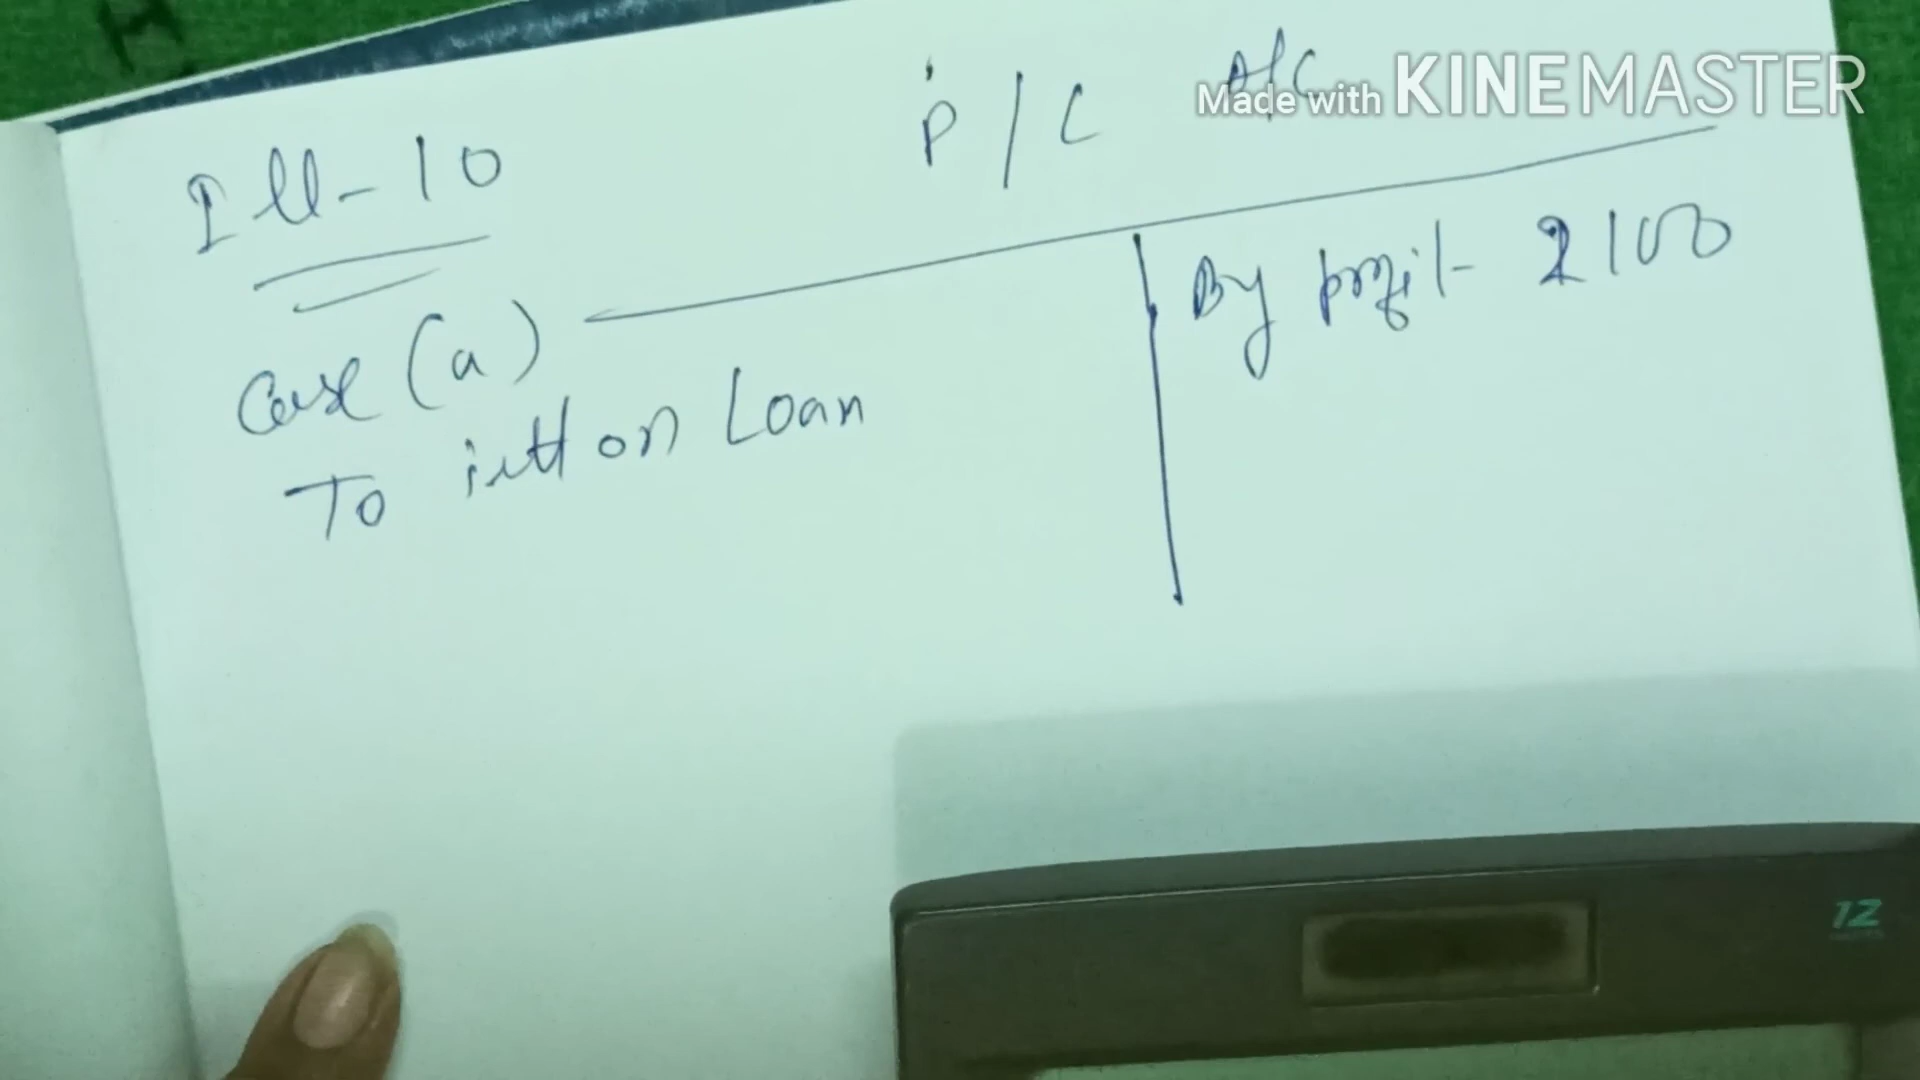 Ill-10
P/L A/C
Made with KINEMASTER
By profit - 2100
Case (a)
To intt on Loan
12